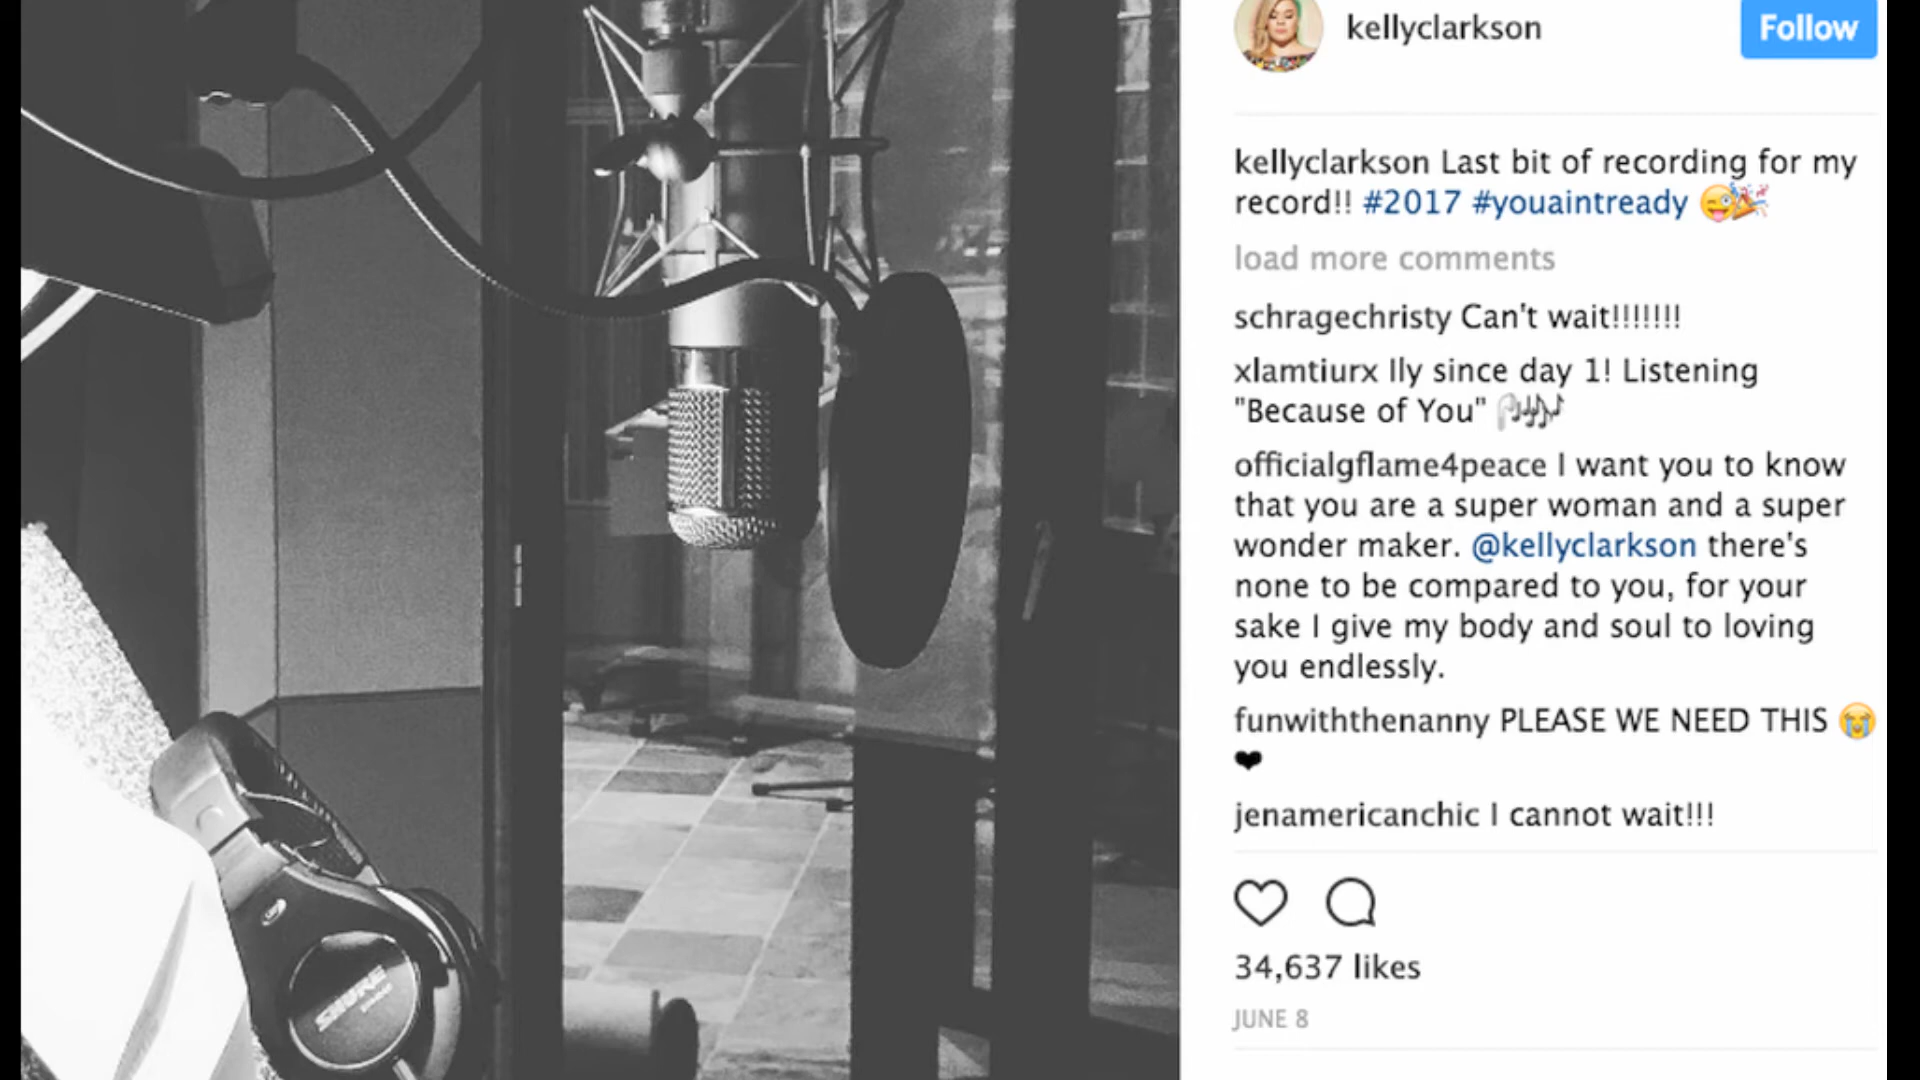 kellyclarkson
Follow
kellyclarkson Last bit of recording for my
record!! #2017 #youaintready 😜🎉
load more comments
schragechristy Can't wait!!!!!!!
xlamtiurx Ily since day 1! Listening
"Because of You" 🎧🎶
officialgflame4peace I want you to know
that you are a super woman and a super
wonder maker. @kellyclarkson there's
none to be compared to you, for your
sake I give my body and soul to loving
you endlessly.
funwiththenanny PLEASE WE NEED THIS 😭
❤
jenamericanchic I cannot wait!!!
34,637 likes
JUNE 8
SHURE